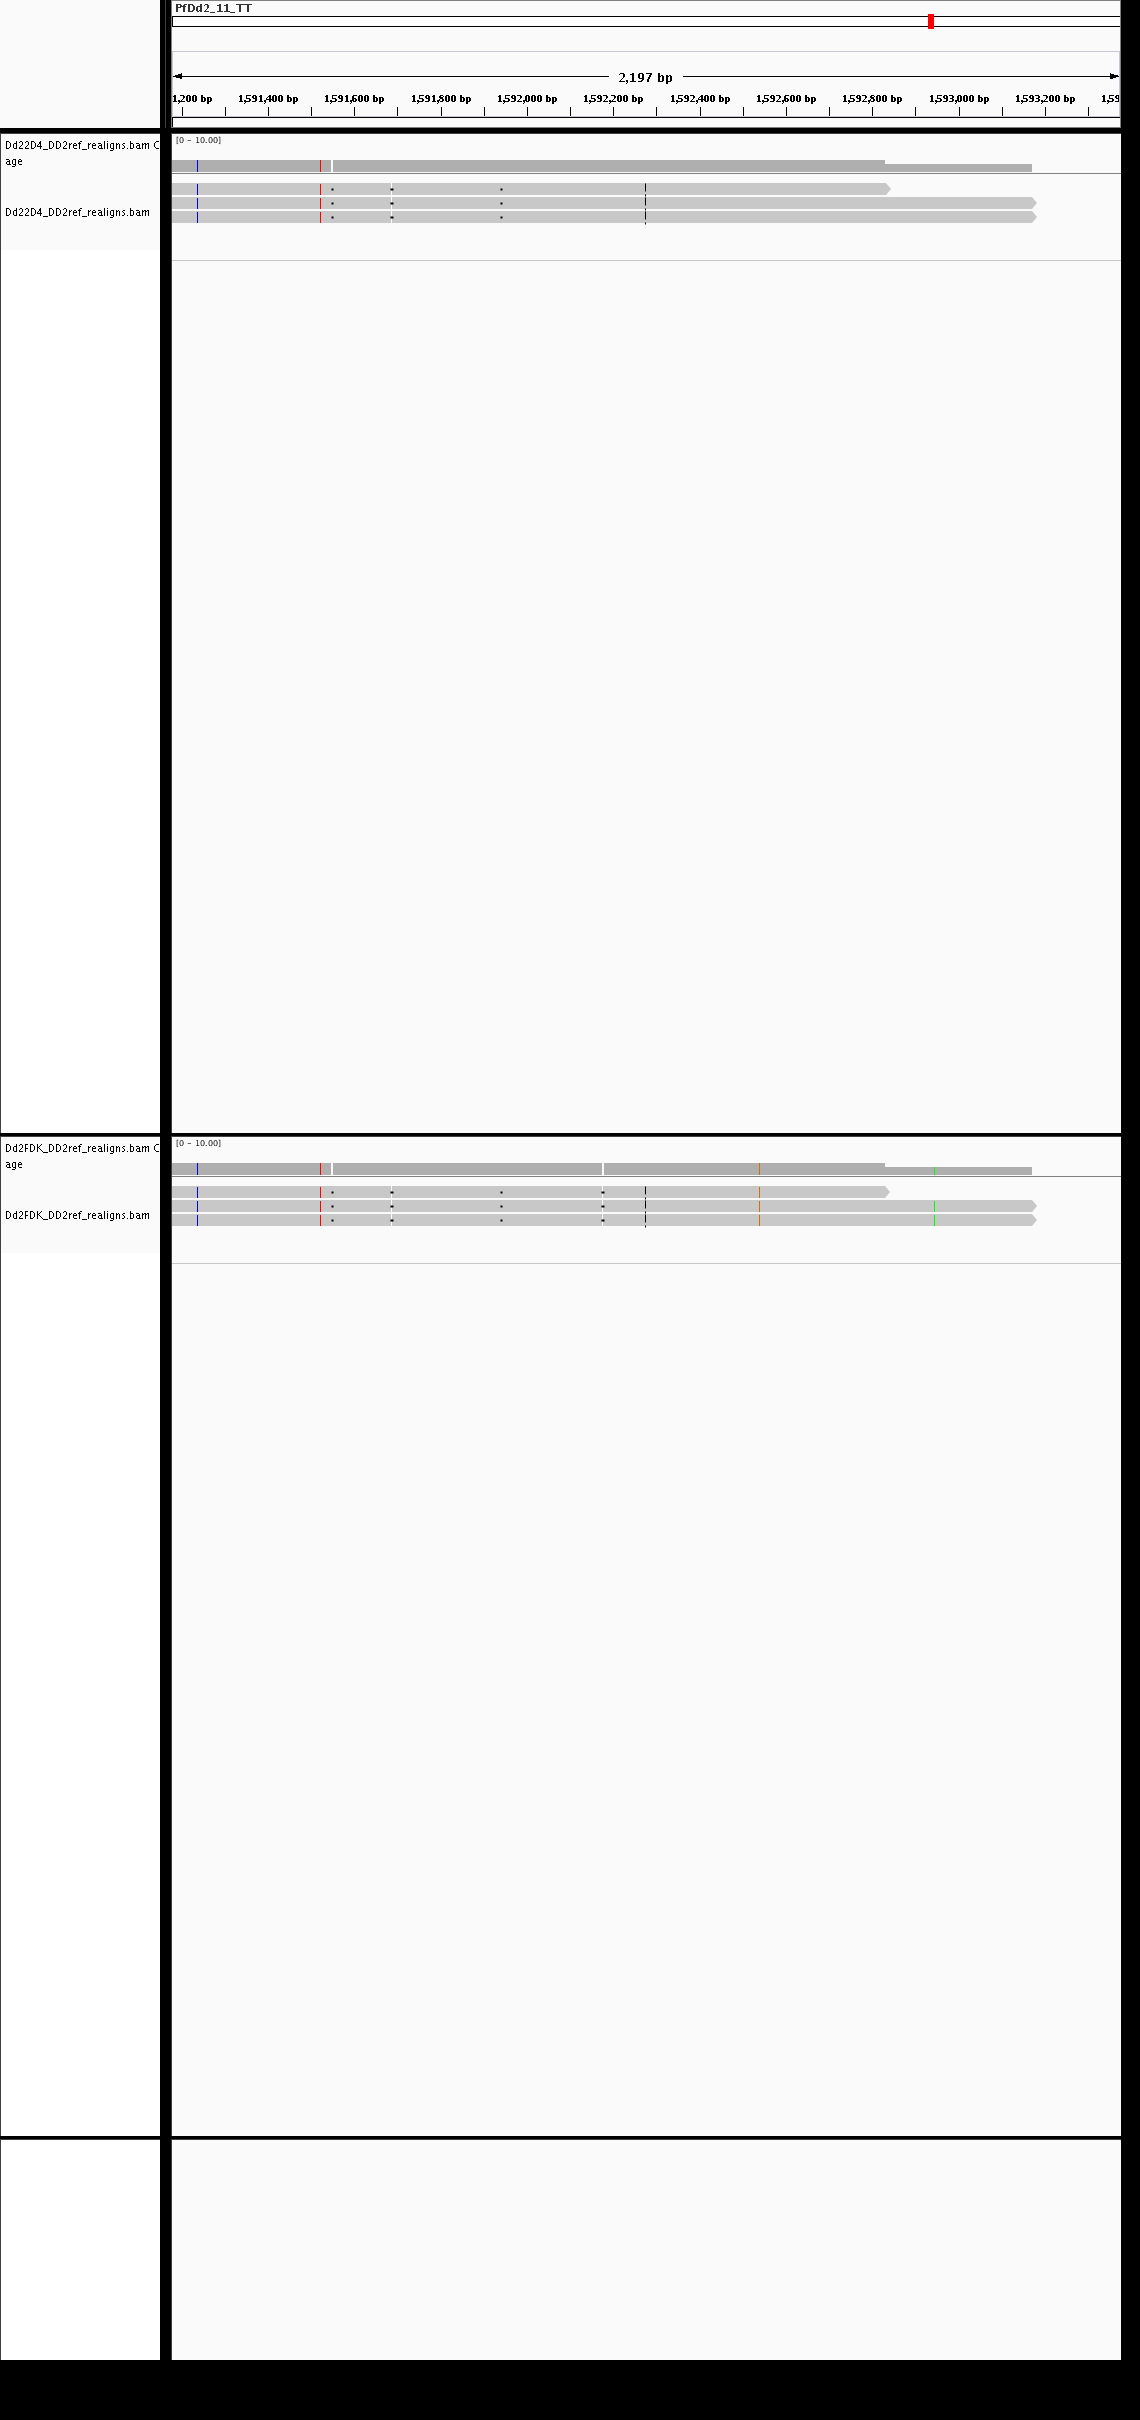 PfDd2_11_TT
2,197 bp
1,200 bp 1,591,400 bp 1,591,600 bp 1,591,800 bp 1,592,000 bp 1,592,200 bp 1,592,400 bp 1,592,600 bp 1,592,800 bp 1,593,000 bp 1,593,200 bp 1,59
Dd22D4_DD2ref_realigns.bam C
age
[0 - 10.00]
Dd22D4_DD2ref_realigns.bam
Dd2FDK_DD2ref_realigns.bam C
age
[0 - 10.00]
Dd2FDK_DD2ref_realigns.bam